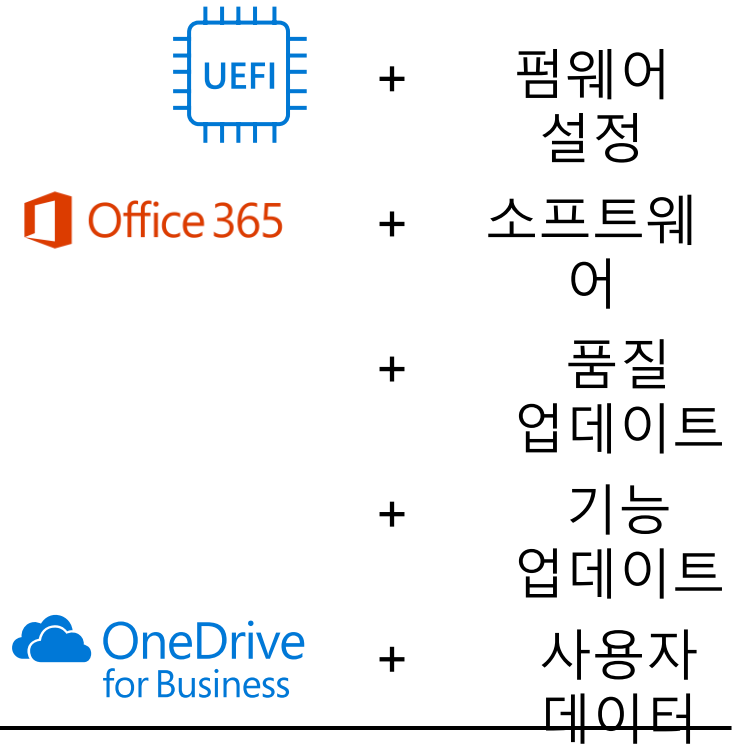 UEFI + 펌웨어
설정
Office 365 + 소프트웨
어
+ 품질
업데이트
+ 기능
업데이트
OneDrive + 사용자
for Business 데이터